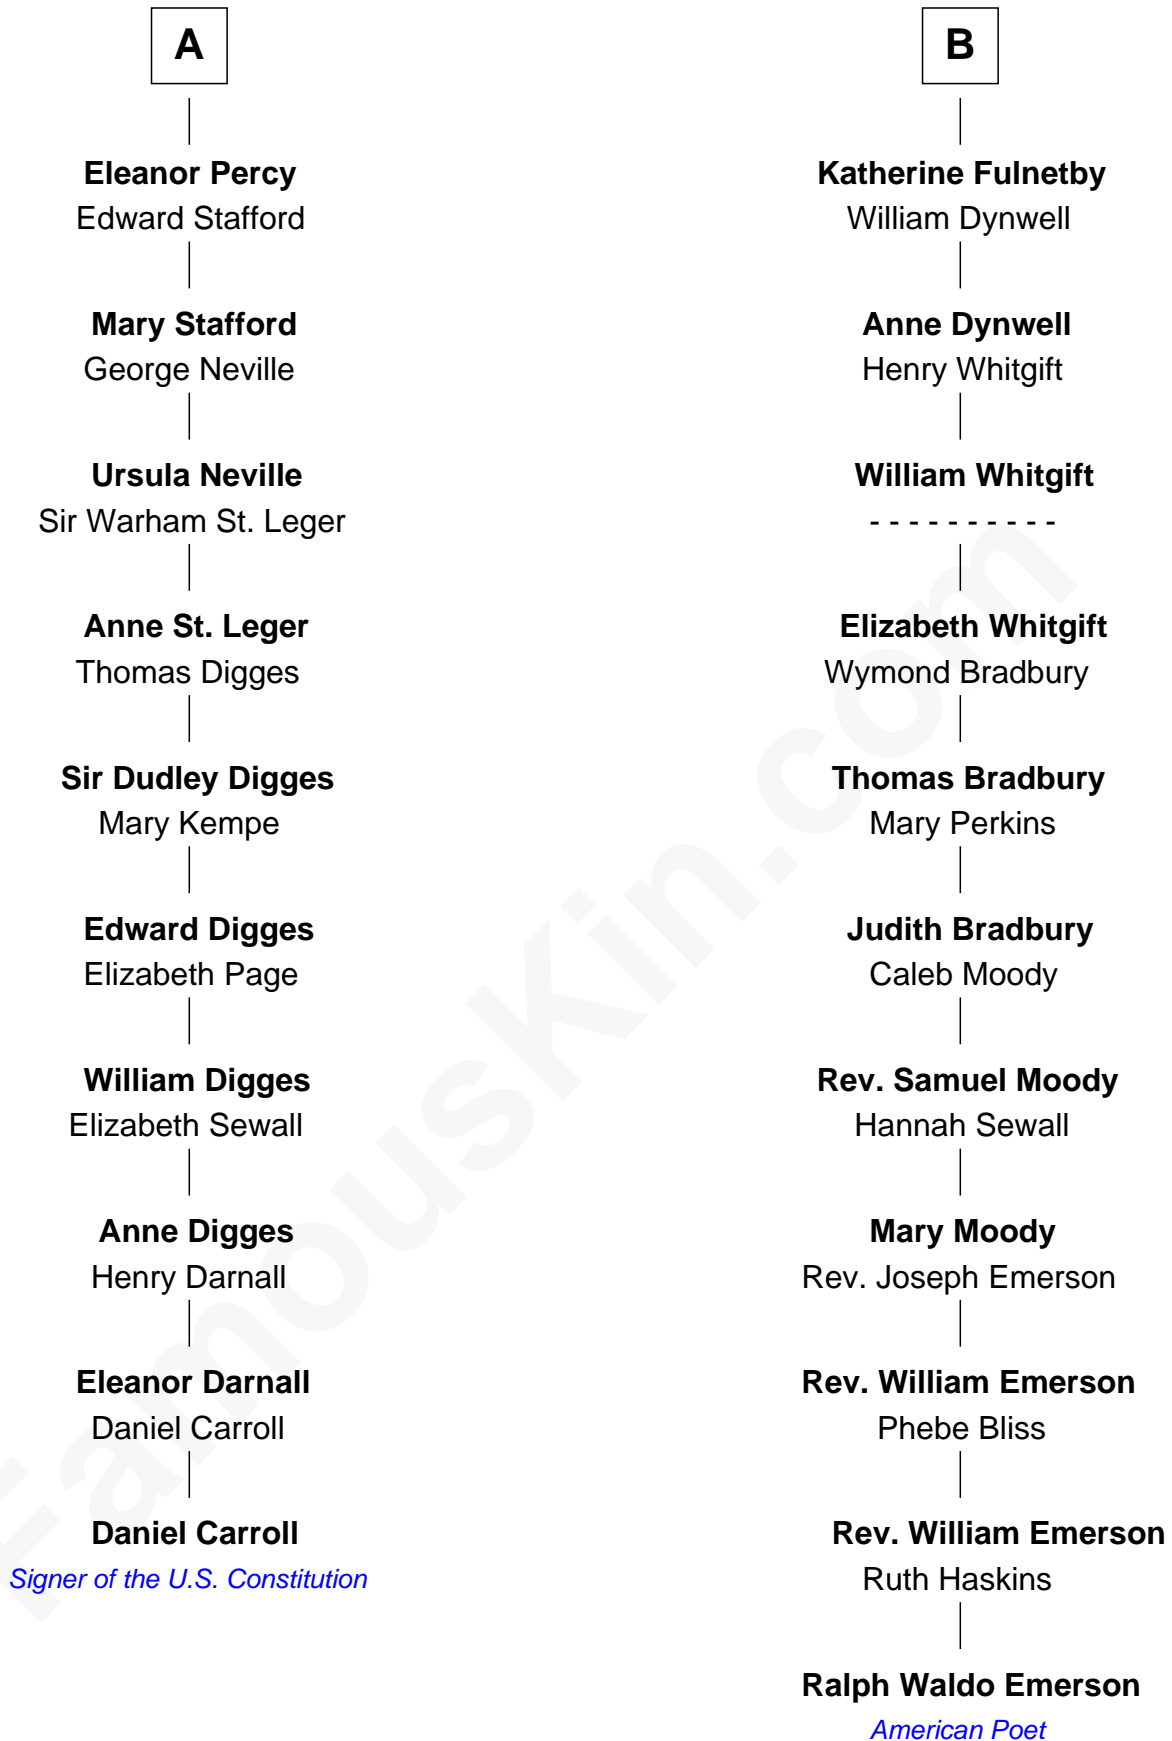 A
Eleanor Percy
Edward Stafford
Mary Stafford
George Neville
Ursula Neville
Sir Warham St. Leger
Anne St. Leger
Thomas Digges
Sir Dudley Digges
Mary Kempe
Edward Digges
Elizabeth Page
William Digges
Elizabeth Sewall
Anne Digges
Henry Darnall
Eleanor Darnall
Daniel Carroll
Daniel Carroll
Signer of the U.S. Constitution
B
Katherine Fulnetby
William Dynwell
Anne Dynwell
Henry Whitgift
William Whitgift
- - - - - - - - - -
Elizabeth Whitgift
Wymond Bradbury
Thomas Bradbury
Mary Perkins
Judith Bradbury
Caleb Moody
Rev. Samuel Moody
Hannah Sewall
Mary Moody
Rev. Joseph Emerson
Rev. William Emerson
Phebe Bliss
Rev. William Emerson
Ruth Haskins
Ralph Waldo Emerson
American Poet
FamousKin.com